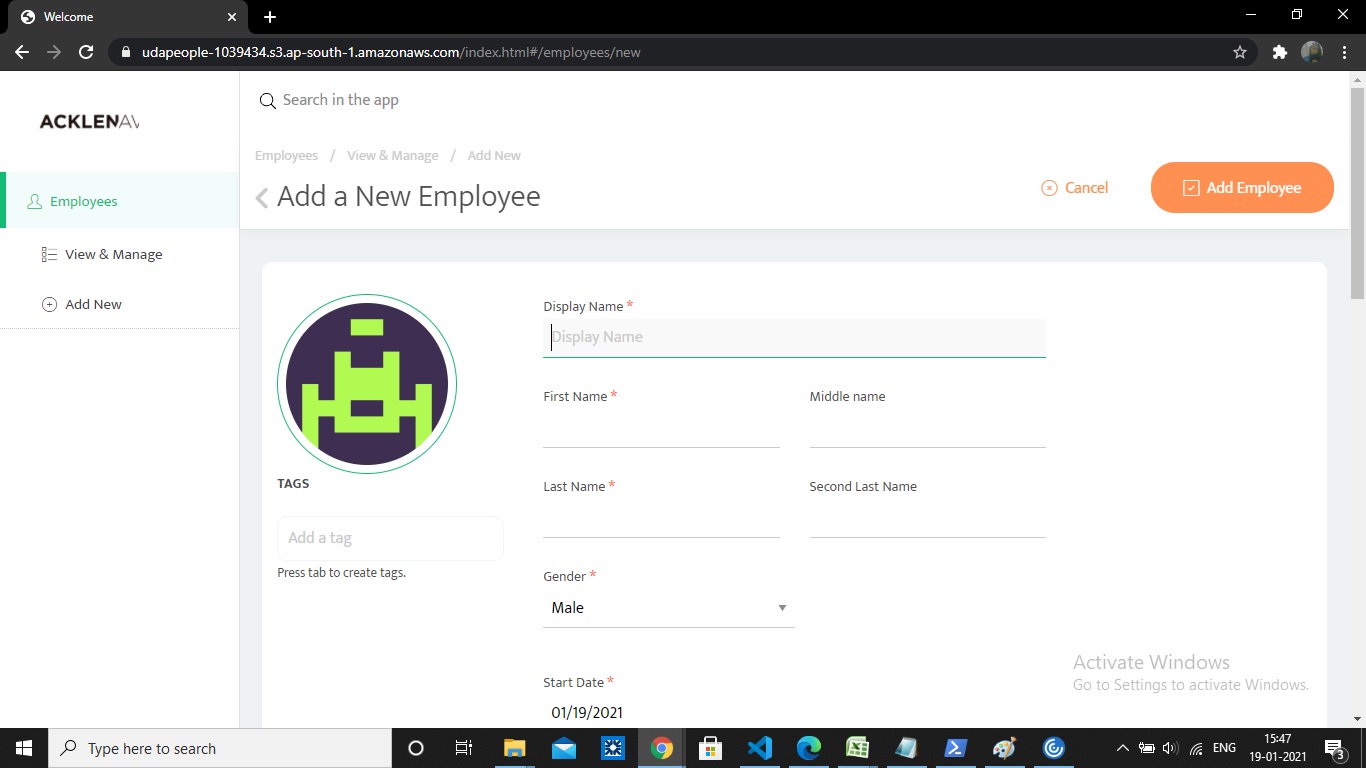 Welcome
udapeople-1039434.s3.ap-south-1.amazonaws.com/index.html#/employees/new
ACKLENAV
Search in the app
Employees / View & Manage / Add New
Add a New Employee
Cancel
Add Employee
Employees
View & Manage
Add New
TAGS
Add a tag
Press tab to create tags.
Display Name *
Display Name
First Name *
Middle name
Last Name *
Second Last Name
Gender *
Male
Start Date *
01/19/2021
Activate Windows
Go to Settings to activate Windows.
Type here to search
ENG
15:47
19-01-2021
3